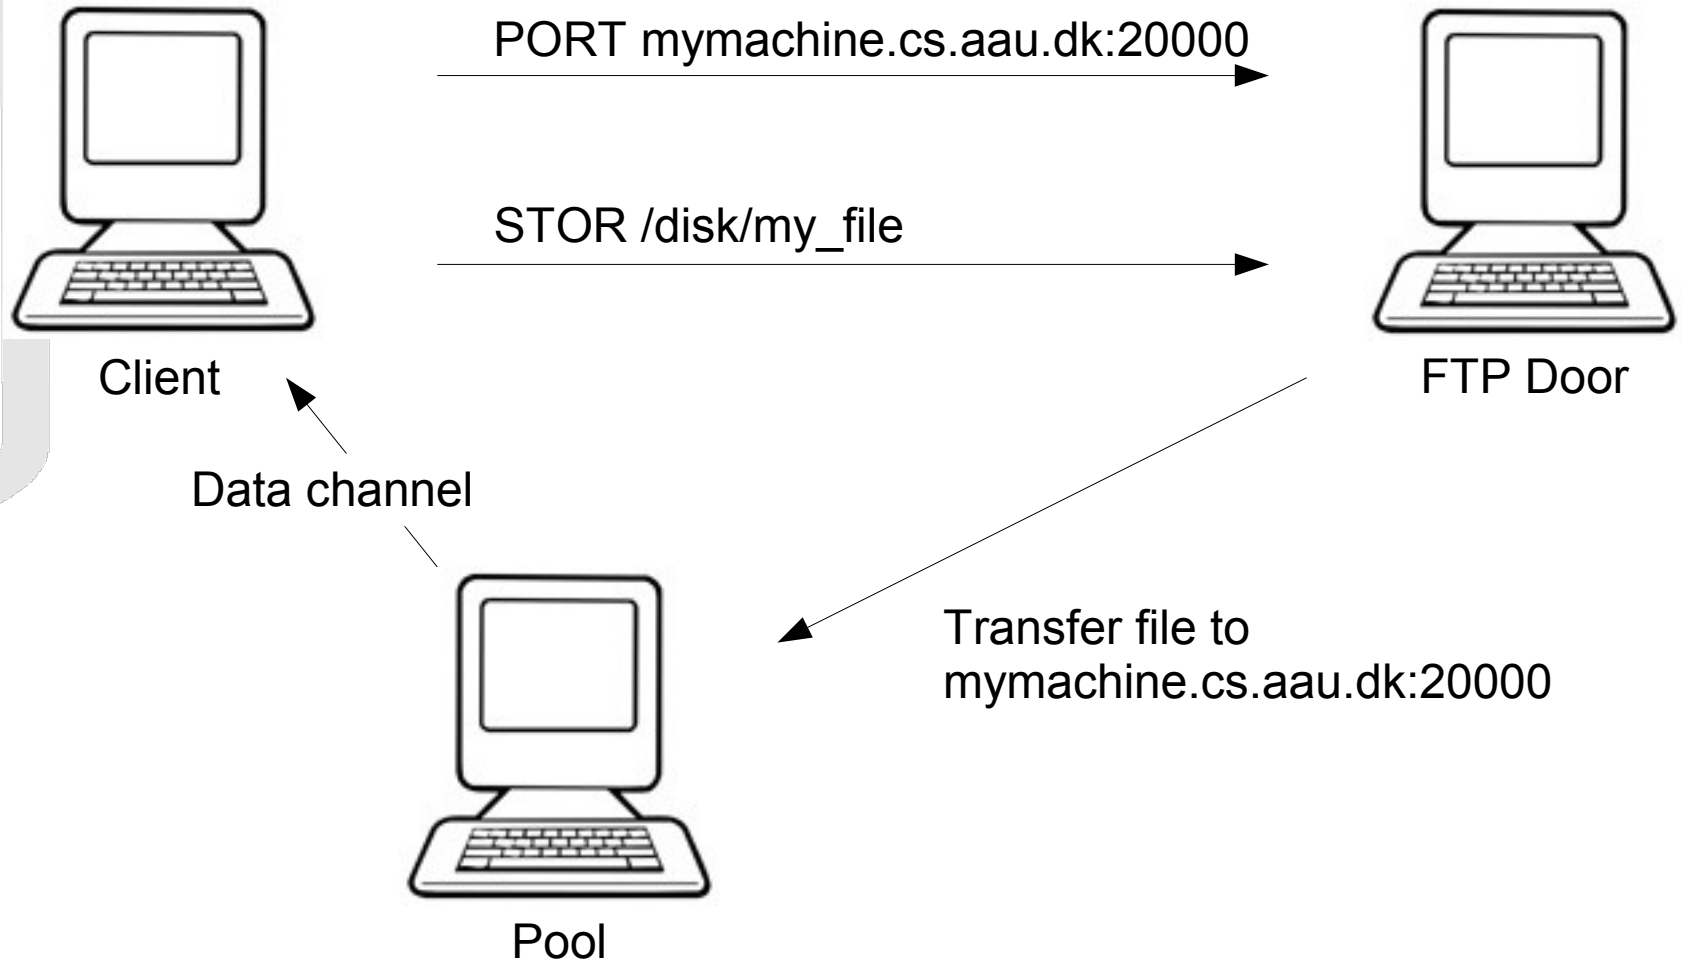 PORT mymachine.cs.aau.dk:20000
STOR /disk/my_file
Client
FTP Door
Data channel
Transfer file to
mymachine.cs.aau.dk:20000
Pool